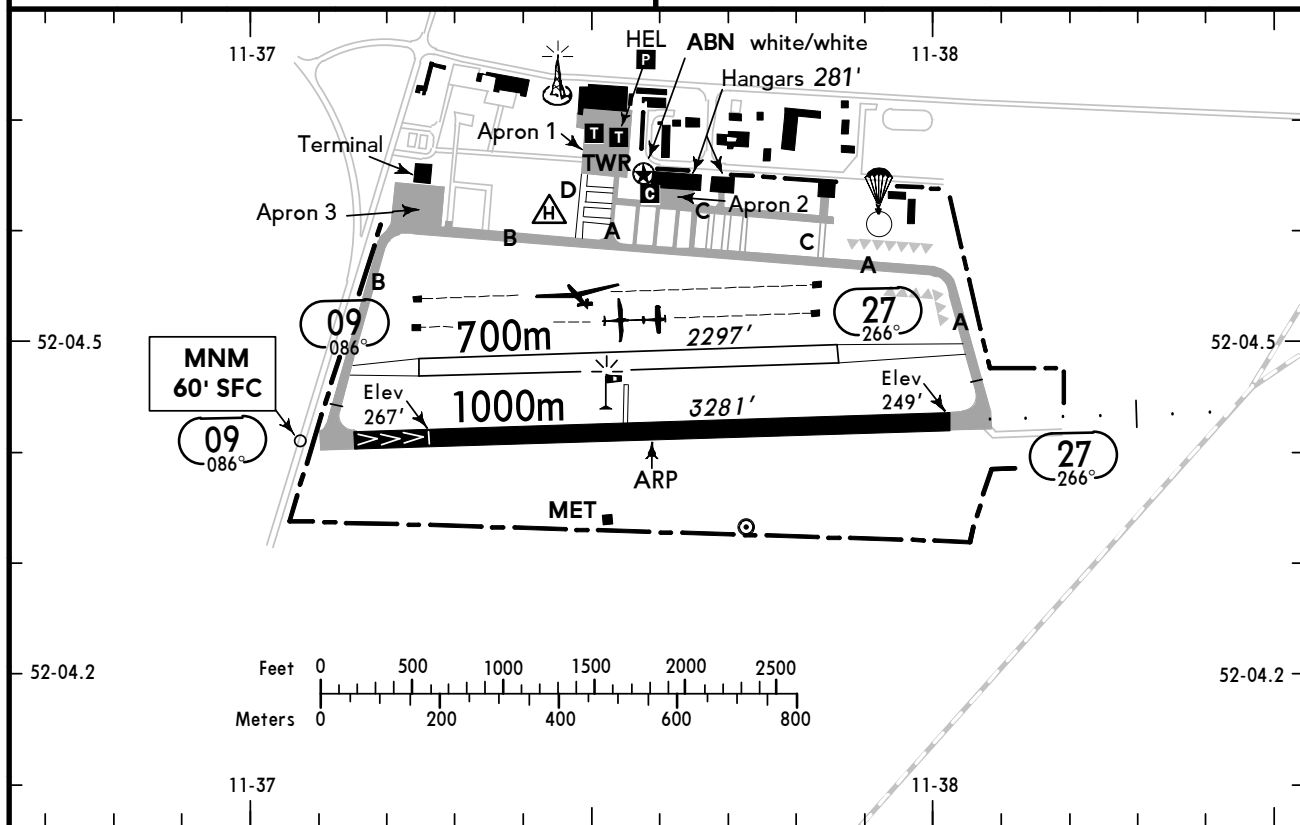 HEL
ABN white/white
11-37
11-38
P
Hangars 281'
Apron 1
T
T
Terminal
TWR
C
D
H
Apron 3
C
Apron 2
B
A
C
A
B
09
086°
27
266°
A
700m
2297'
52-04.5
52-04.5
MNM
60' SFC
Elev
267'
1000m
3281'
Elev
249'
09
086°
27
266°
ARP
MET
Feet 0 500 1000 1500 2000 2500
52-04.2
52-04.2
Meters 0 200 400 600 800
11-37
11-38